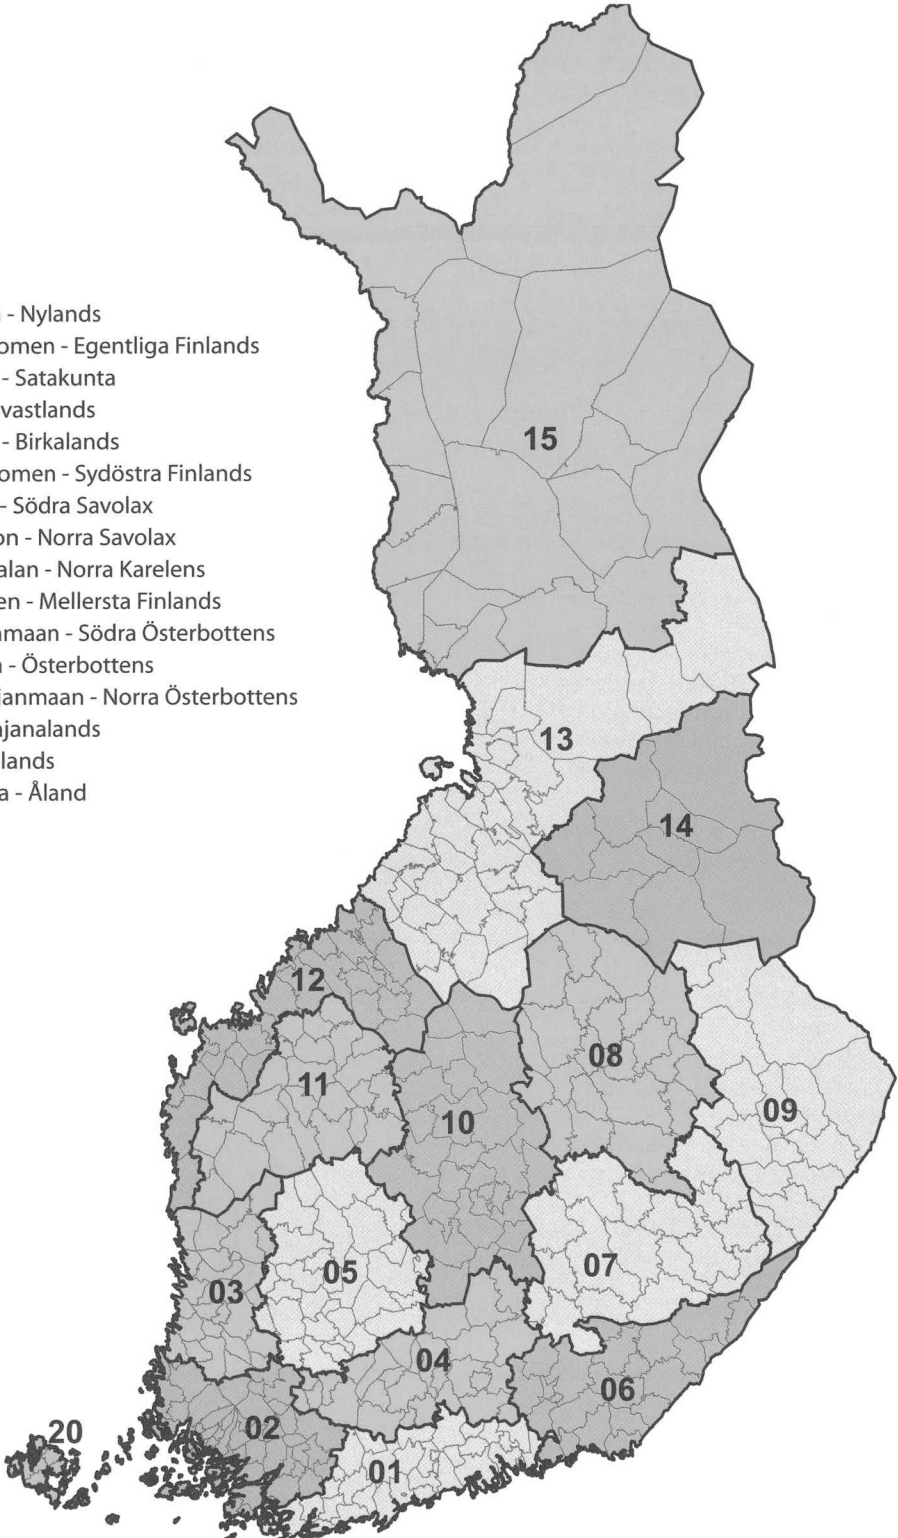 - Nylands
omen - Egentliga Finlands
- Satakunta
vastlands
- Birkalands
omen - Sydöstra Finlands
- Södra Savolax
on - Norra Savolax
alan - Norra Karelens
en - Mellersta Finlands
maan - Södra Österbottens
- Österbottens
janmaan - Norra Österbottens
janalands
lands
a - Åland
15
13
14
12
08
11
09
10
07
05
03
04
06
20
02
01